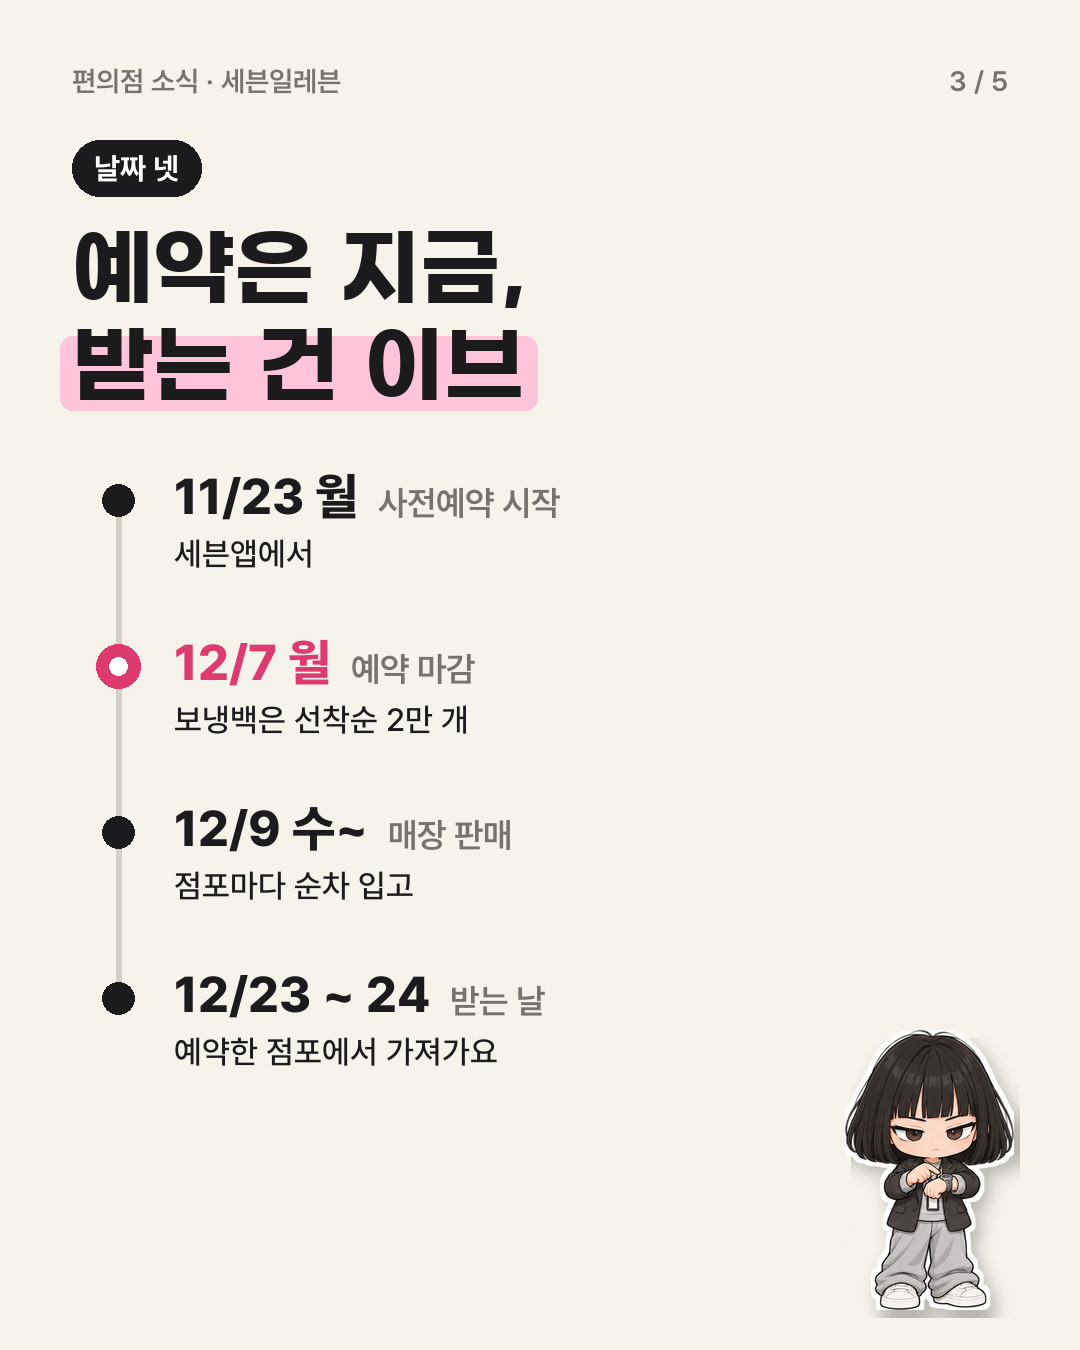 편의점 소식 · 세븐일레븐
3 / 5
날짜 넷
예약은 지금,
받는 건 이브
11/23 월 사전예약 시작
세븐앱에서
12/7 월 예약 마감
보냉백은 선착순 2만 개
12/9 수~ 매장 판매
점포마다 순차 입고
12/23 ~ 24 받는 날
예약한 점포에서 가져가요